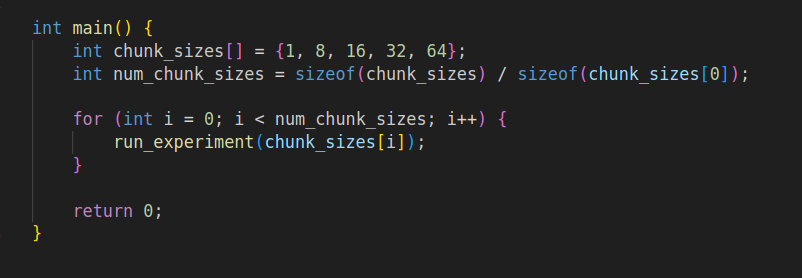 int main() {
    int chunk_sizes[] = {1, 8, 16, 32, 64};
    int num_chunk_sizes = sizeof(chunk_sizes) / sizeof(chunk_sizes[0]);

    for (int i = 0; i < num_chunk_sizes; i++) {
        run_experiment(chunk_sizes[i]);
    }

    return 0;
}